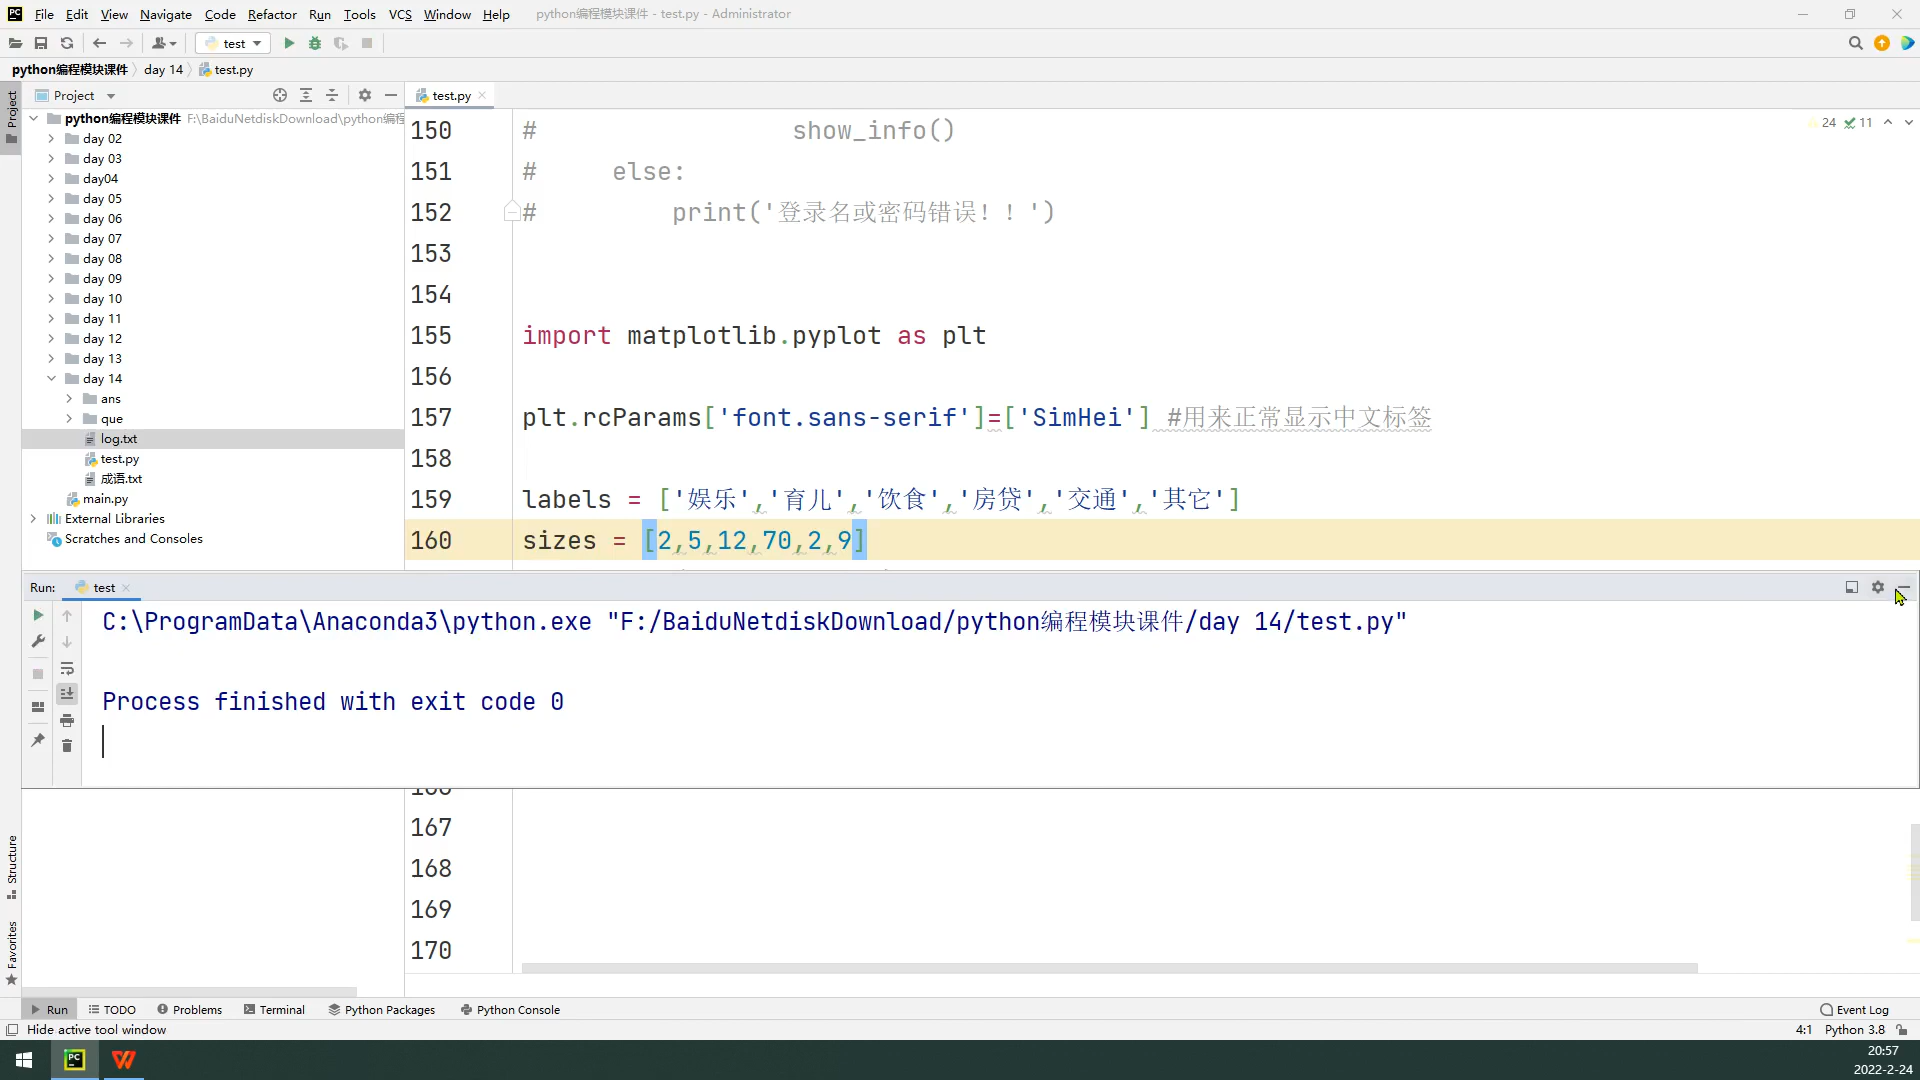 File Edit View Navigate Code Refactor Run Tools VCS Window Help python编程模块课件 - test.py - Administrator
test
python编程模块课件 day 14 test.py
Project
Project
python编程模块课件 F:\BaiduNetdiskDownload\python编程
day 02
day 03
day04
day 05
day 06
day 07
day 08
day 09
day 10
day 11
day 12
day 13
day 14
ans
que
log.txt
test.py
成语.txt
main.py
External Libraries
Scratches and Consoles
test.py
24 11
150 # show_info()
151 # else:
152 # print('登录名或密码错误！！')
153
154
155 import matplotlib.pyplot as plt
156
157 plt.rcParams['font.sans-serif']=['SimHei'] #用来正常显示中文标签
158
159 labels = ['娱乐','育儿','饮食','房贷','交通','其它']
160 sizes = [2,5,12,70,2,9]
Run: test
C:\ProgramData\Anaconda3\python.exe "F:/BaiduNetdiskDownload/python编程模块课件/day 14/test.py"
Process finished with exit code 0
167
168
169
170
Structure
Favorites
Run TODO Problems Terminal Python Packages Python Console Event Log
Hide active tool window 4:1 Python 3.8
20:57
2022-2-24